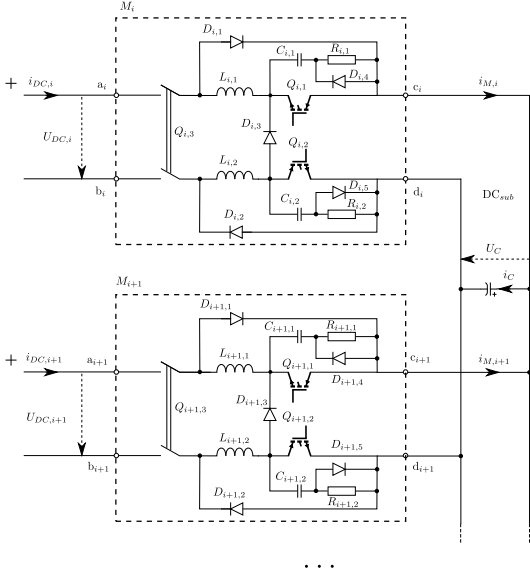 M_i
D_{i,1}
C_{i,1} R_{i,1}
D_{i,4}
+ i_{DC,i} a_i L_{i,1} Q_{i,1} c_i i_{M,i}
U_{DC,i} Q_{i,3} D_{i,3} Q_{i,2}
b_i L_{i,2} d_i DC_{sub}
D_{i,5}
C_{i,2} R_{i,2}
D_{i,2}
U_C
i_C
+
M_{i+1}
D_{i+1,1}
C_{i+1,1} R_{i+1,1}
+ i_{DC,i+1} a_{i+1} L_{i+1,1} Q_{i+1,1} c_{i+1} i_{M,i+1}
D_{i+1,4}
U_{DC,i+1} Q_{i+1,3} D_{i+1,3} Q_{i+1,2}
L_{i+1,2} D_{i+1,5}
b_{i+1} d_{i+1}
C_{i+1,2}
D_{i+1,2} R_{i+1,2}
. . .